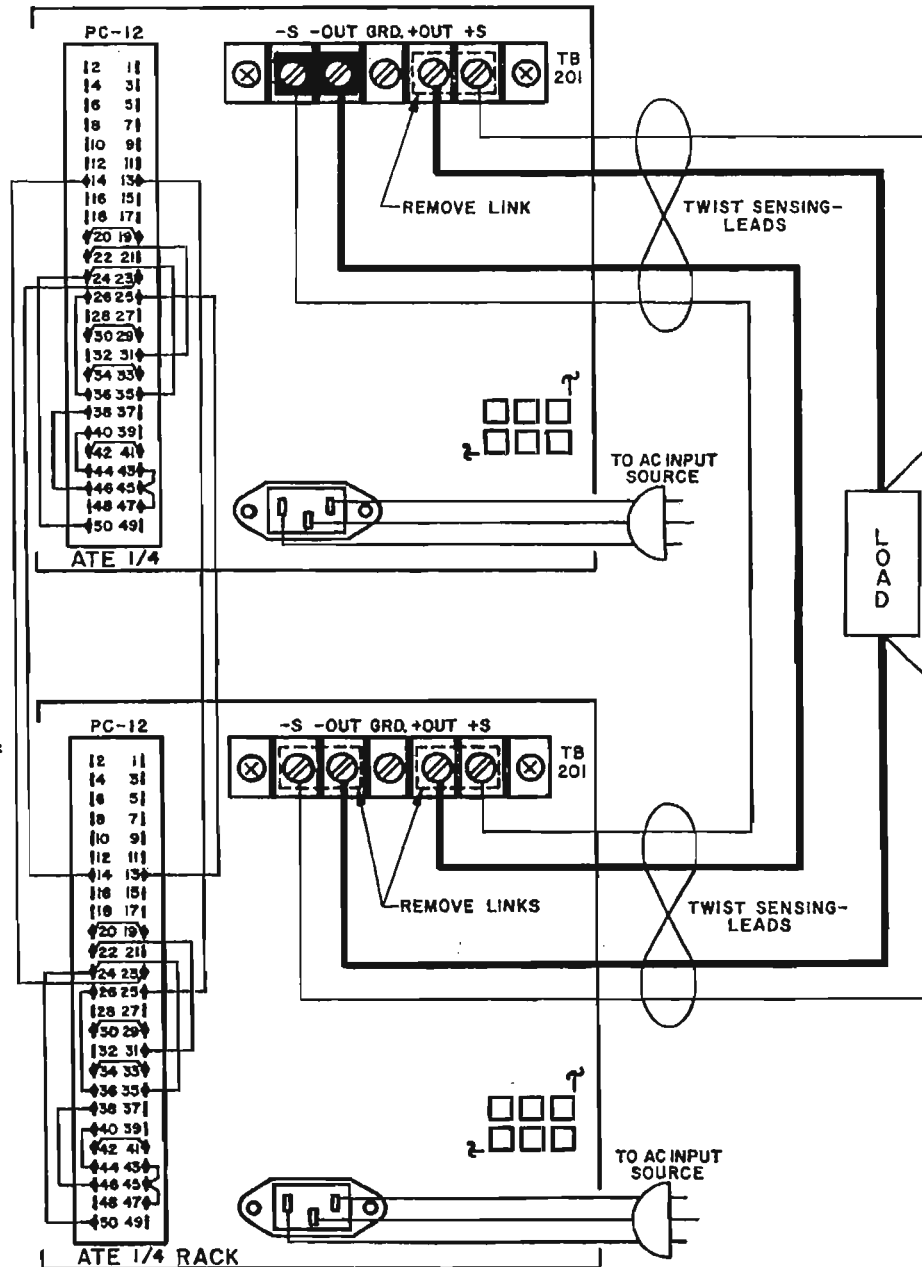 PC-12
-S -OUT GRD. +OUT +S
TB
201
2 1
4 3
6 5
8 7
10 9
12 11
14 13
16 15
18 17
20 19
22 21
24 23
26 25
28 27
30 29
32 31
34 33
36 35
38 37
40 39
42 41
44 43
46 45
48 47
50 49
REMOVE LINK
TWIST SENSING-
LEADS
TO AC INPUT
SOURCE
ATE 1/4
LOAD
PC-12
-S -OUT GRD. +OUT +S
TB
201
2 1
4 3
6 5
8 7
10 9
12 11
14 13
16 15
18 17
20 19
22 21
24 23
26 25
28 27
30 29
32 31
34 33
36 35
38 37
40 39
42 41
44 43
46 45
48 47
50 49
REMOVE LINKS
TWIST SENSING-
LEADS
TO AC INPUT
SOURCE
ATE 1/4 RACK